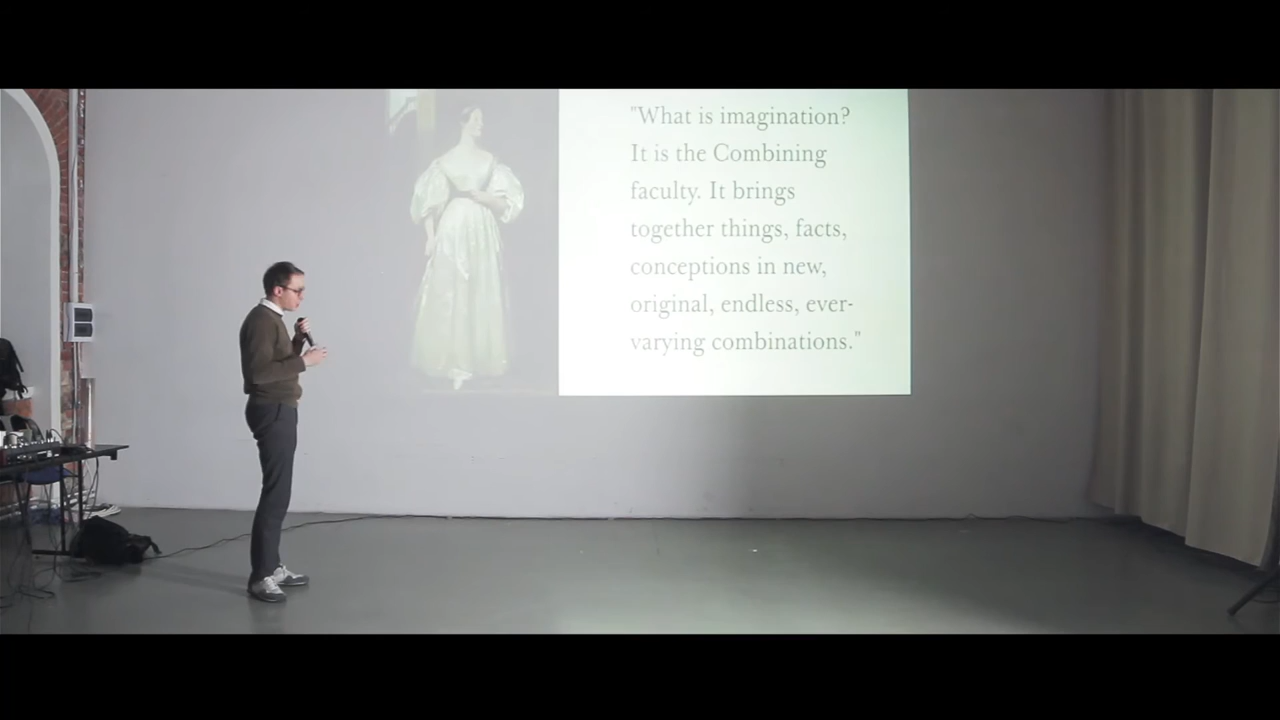 "What is imagination?
It is the Combining
faculty. It brings
together things, facts,
conceptions in new,
original, endless, ever-
varying combinations."